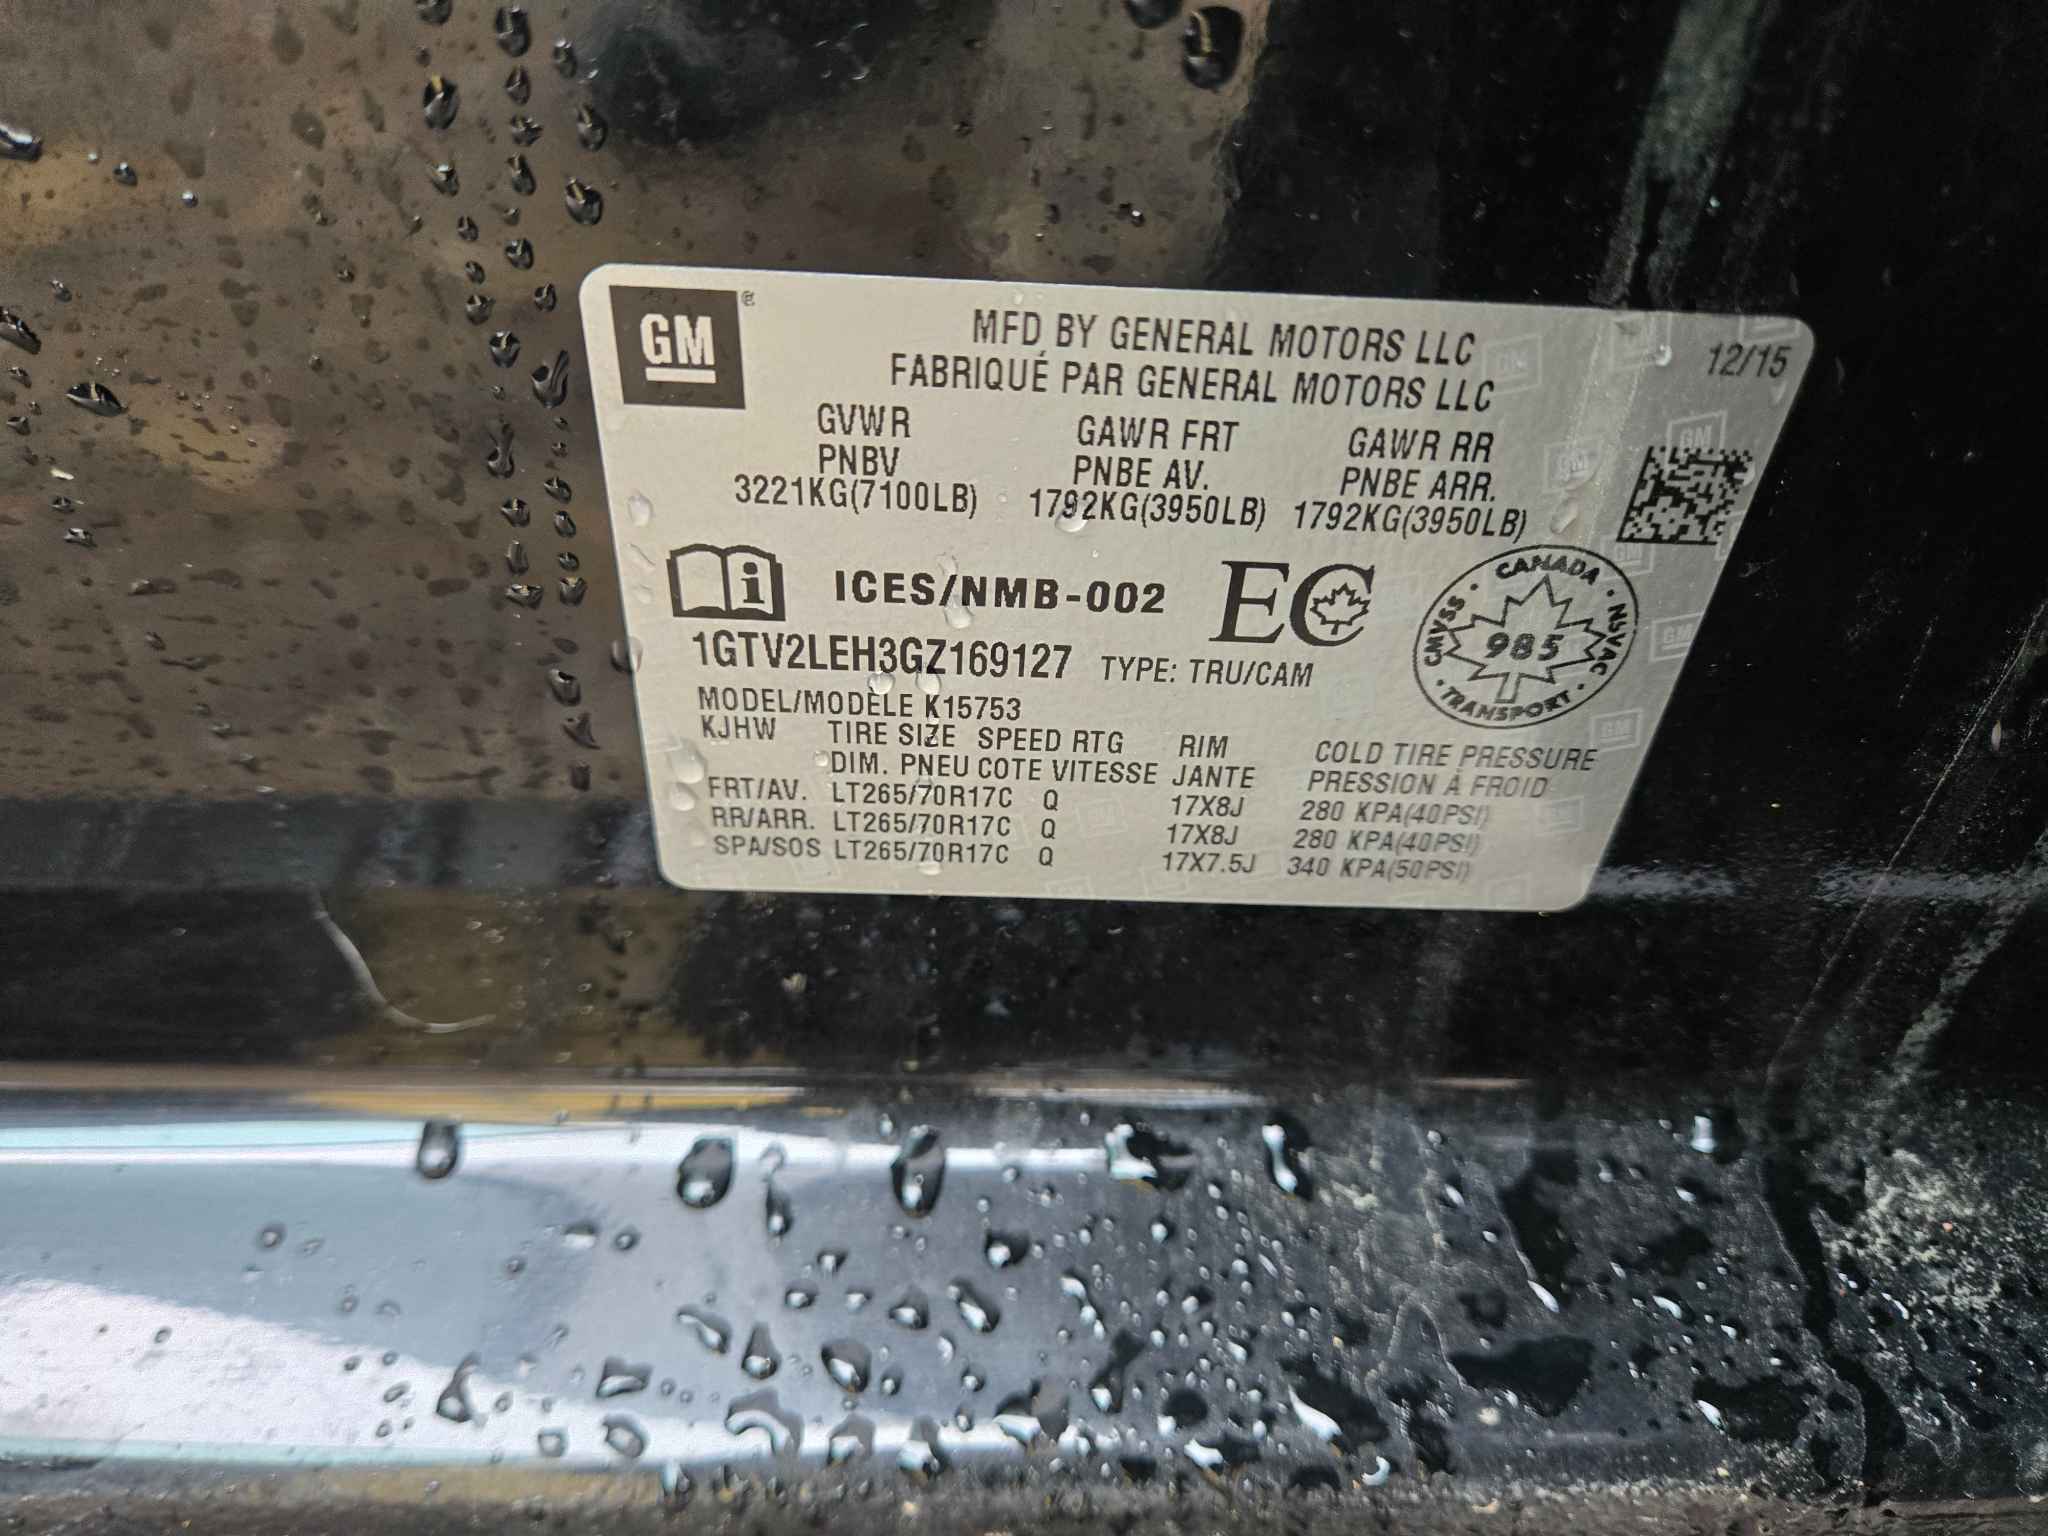 GM ®
MFD BY GENERAL MOTORS LLC
FABRIQUÉ PAR GENERAL MOTORS LLC
12/15
GVWR GAWR FRT GAWR RR
PNBV PNBE AV. PNBE ARR.
3221KG(7100LB) 1792KG(3950LB) 1792KG(3950LB)
i ICES/NMB-002 EC
CANADA
CMVSS · 985 · NSVAC
· TRANSPORT ·
1GTV2LEH3GZ169127 TYPE: TRU/CAM
MODEL/MODÈLE K15753
KJHW TIRE SIZE SPEED RTG RIM COLD TIRE PRESSURE
DIM. PNEU COTE VITESSE JANTE PRESSION À FROID
FRT/AV. LT265/70R17C Q 17X8J 280 KPA(40PSI)
RR/ARR. LT265/70R17C Q 17X8J 280 KPA(40PSI)
SPA/SOS LT265/70R17C Q 17X7.5J 340 KPA(50PSI)